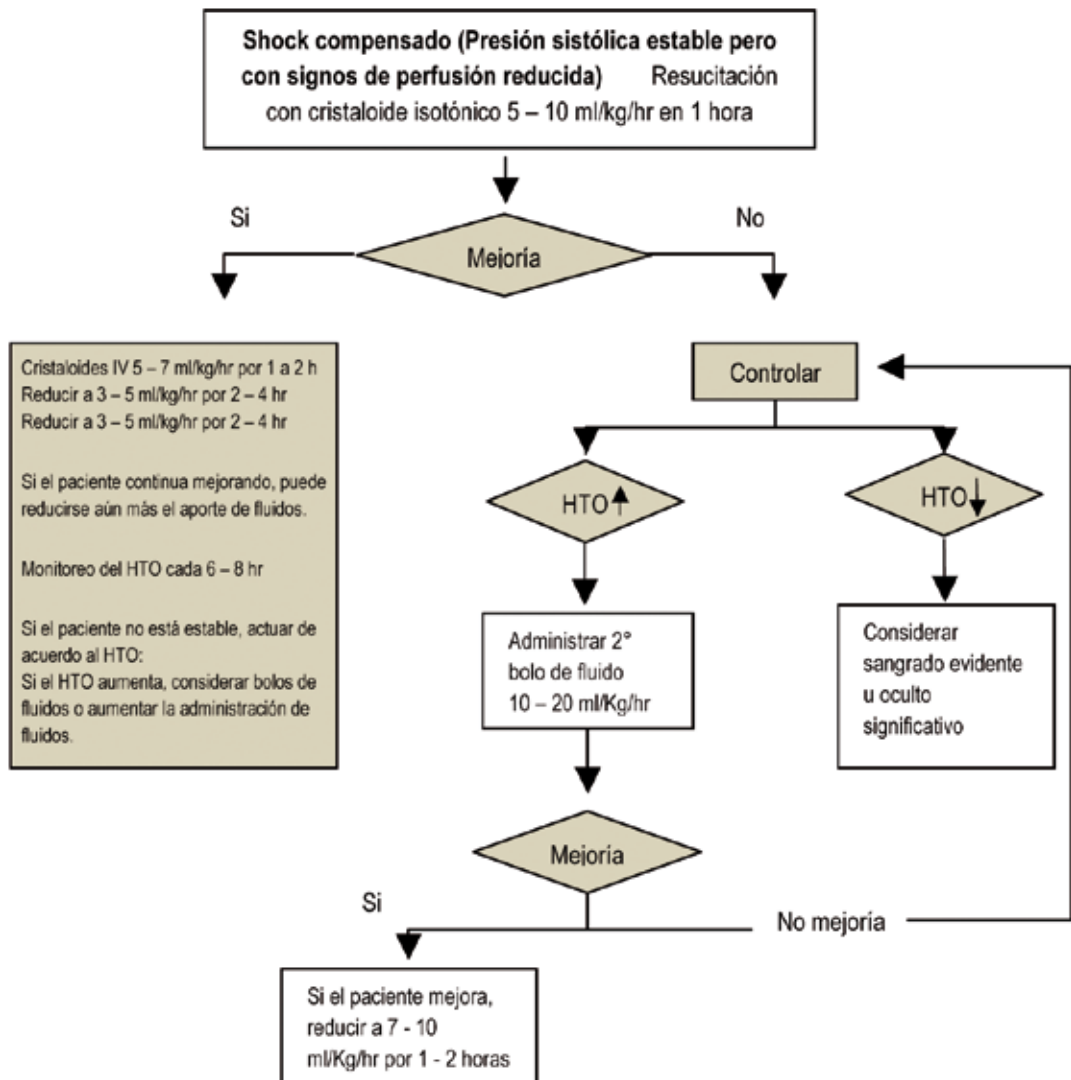 Shock compensado (Presión sistólica estable pero
con signos de perfusión reducida) Resucitación
con cristaloide isotónico 5 – 10 ml/kg/hr en 1 hora
Si
No
Mejoría
Cristaloides IV 5 – 7 ml/kg/hr por 1 a 2 h
Reducir a 3 – 5 ml/kg/hr por 2 – 4 hr
Reducir a 3 – 5 ml/kg/hr por 2 – 4 hr
Si el paciente continua mejorando, puede
reducirse aún más el aporte de fluidos.
Monitoreo del HTO cada 6 – 8 hr
Si el paciente no está estable, actuar de
acuerdo al HTO:
Si el HTO aumenta, considerar bolos de
fluidos o aumentar la administración de
fluidos.
Controlar
HTO
HTO
Administrar 2°
bolo de fluido
10 – 20 ml/Kg/hr
Considerar
sangrado evidente
u oculto
significativo
Mejoría
Si
No mejoría
Si el paciente mejora,
reducir a 7 - 10
ml/Kg/hr por 1 - 2 horas